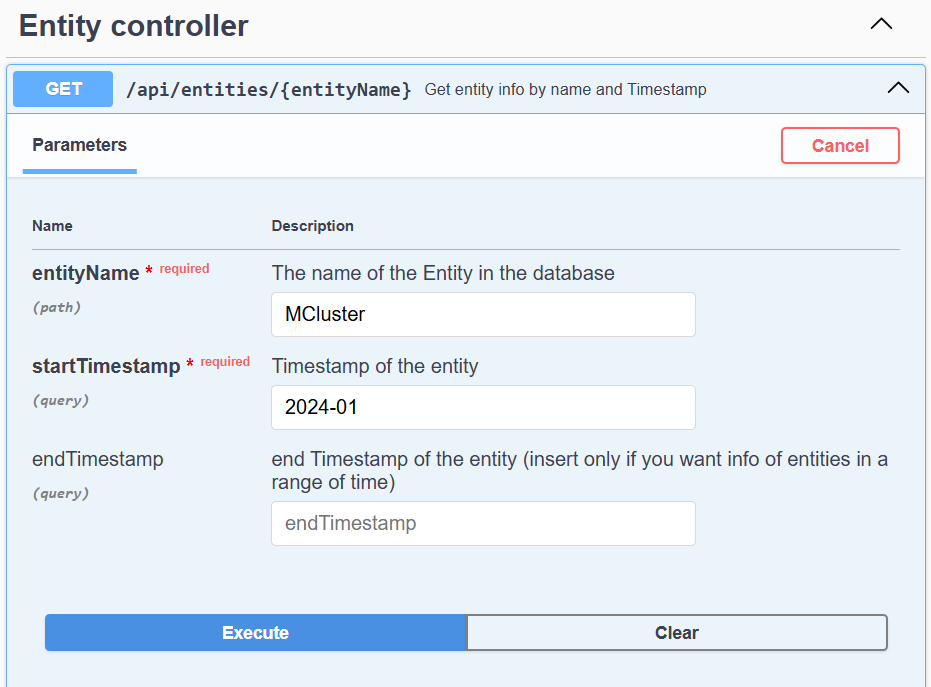 Entity controller
GET /api/entities/{entityName} Get entity info by name and Timestamp
Parameters Cancel
Name Description
entityName * required The name of the Entity in the database
(path) MCluster
startTimestamp * required Timestamp of the entity
(query) 2024-01
endTimestamp end Timestamp of the entity (insert only if you want info of entities in a
range of time)
(query)
endTimestamp
Execute Clear